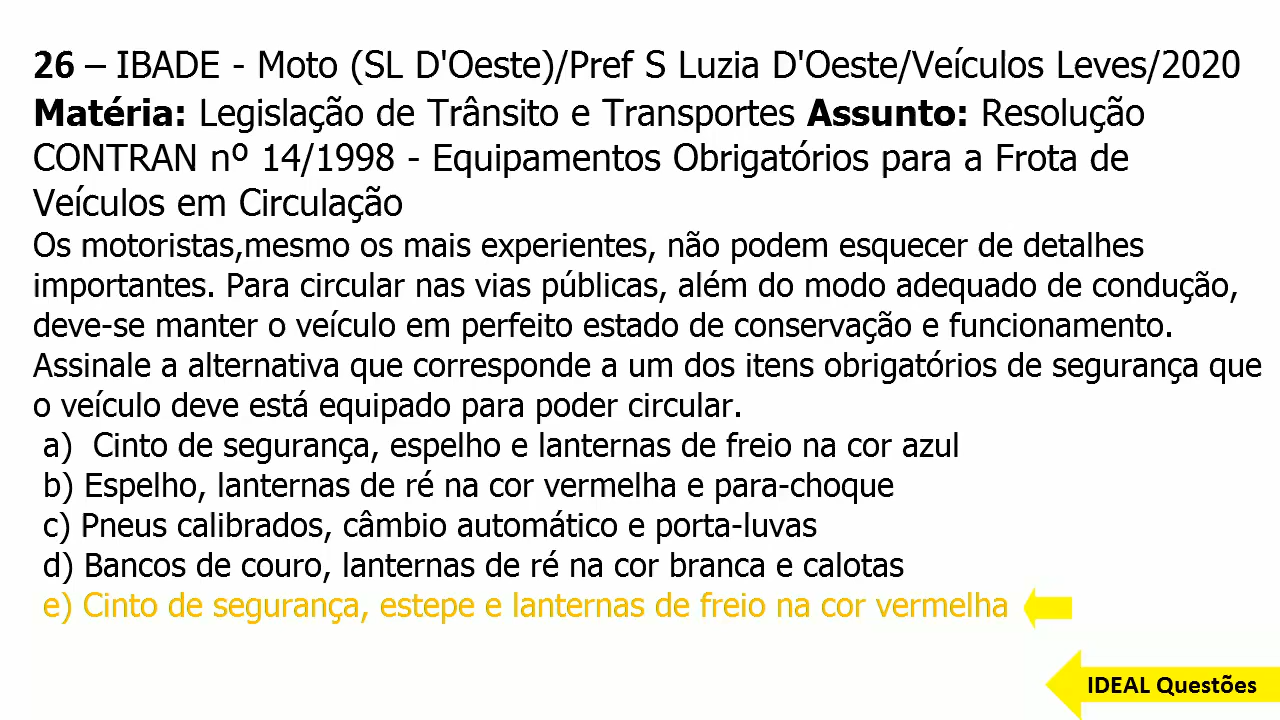 26 – IBADE - Moto (SL D'Oeste)/Pref S Luzia D'Oeste/Veículos Leves/2020
Matéria: Legislação de Trânsito e Transportes Assunto: Resolução
CONTRAN nº 14/1998 - Equipamentos Obrigatórios para a Frota de
Veículos em Circulação
Os motoristas,mesmo os mais experientes, não podem esquecer de detalhes
importantes. Para circular nas vias públicas, além do modo adequado de condução,
deve-se manter o veículo em perfeito estado de conservação e funcionamento.
Assinale a alternativa que corresponde a um dos itens obrigatórios de segurança que
o veículo deve está equipado para poder circular.
a) Cinto de segurança, espelho e lanternas de freio na cor azul
b) Espelho, lanternas de ré na cor vermelha e para-choque
c) Pneus calibrados, câmbio automático e porta-luvas
d) Bancos de couro, lanternas de ré na cor branca e calotas
e) Cinto de segurança, estepe e lanternas de freio na cor vermelha
IDEAL Questões